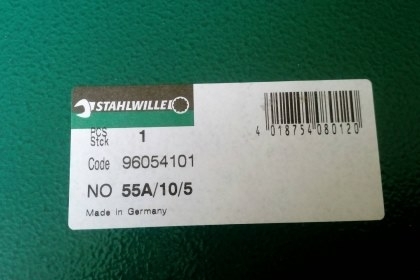 STAHLWILLE
PCS
Stck 1
4 018754 080120
Code 96054101
NO 55A/10/5
Made in Germany